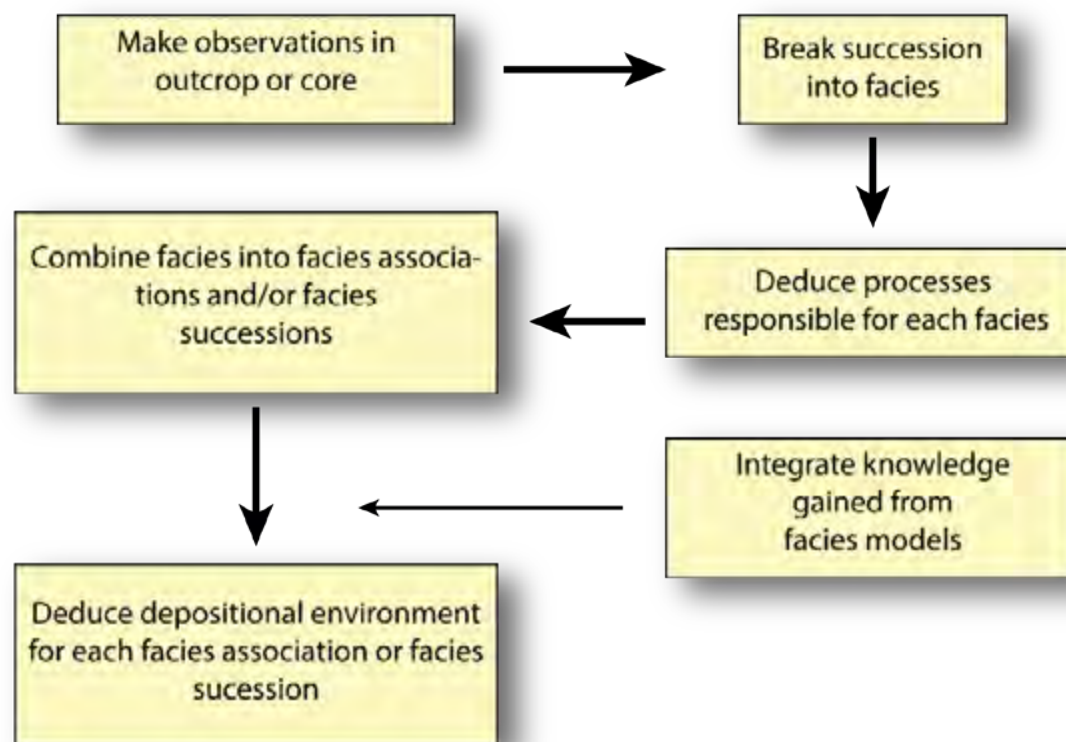 Make observations in
outcrop or core
Break succession
into facies
Deduce processes
responsible for each facies
Combine facies into facies associa-
tions and/or facies
successions
Integrate knowledge
gained from
facies models
Deduce depositional environment
for each facies association or facies
sucession